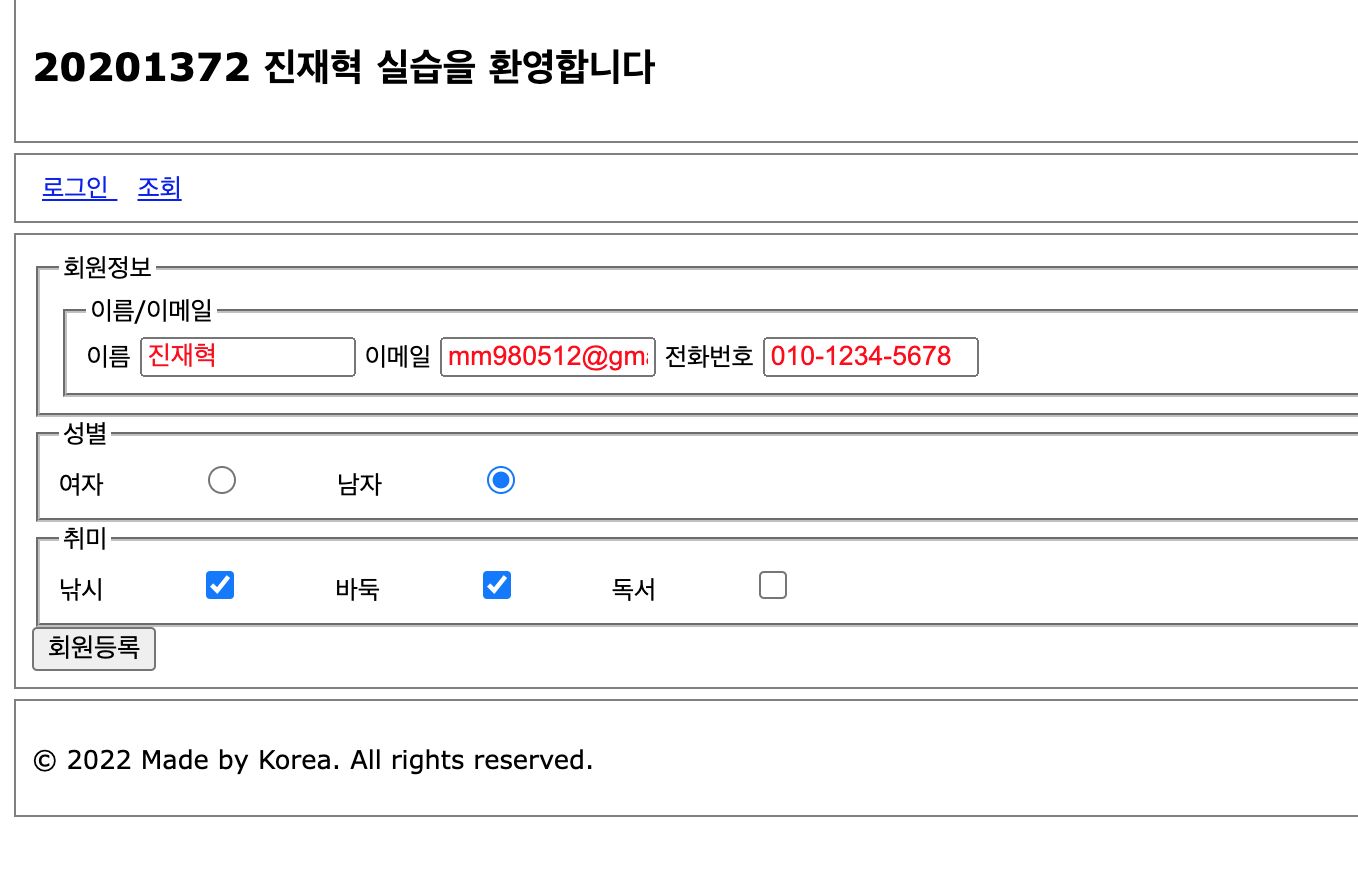 20201372 진재혁 실습을 환영합니다
로그인 조회
회원정보
이름/이메일
이름 진재혁 이메일 mm980512@gma 전화번호 010-1234-5678
성별
여자 남자
취미
낚시 바둑 독서
회원등록
© 2022 Made by Korea. All rights reserved.